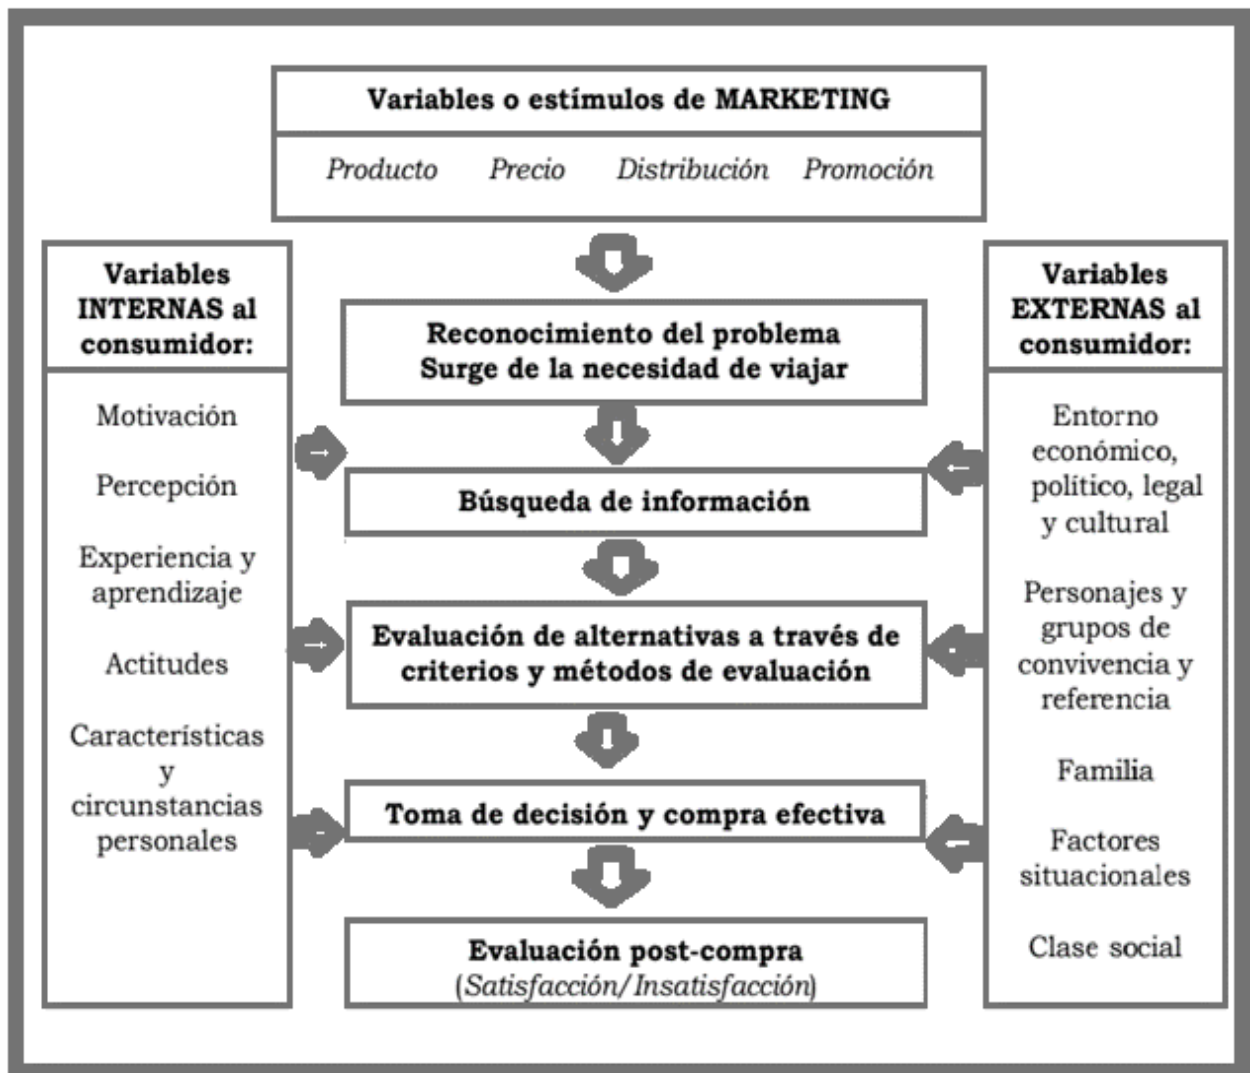 Variables o estímulos de MARKETING
Producto Precio Distribución Promoción
Variables
INTERNAS al
consumidor:
Motivación
Percepción
Experiencia y
aprendizaje
Actitudes
Características
y
circunstancias
personales
Reconocimiento del problema
Surge de la necesidad de viajar
Búsqueda de información
Evaluación de alternativas a través de
criterios y métodos de evaluación
Toma de decisión y compra efectiva
Evaluación post-compra
(Satisfacción/Insatisfacción)
Variables
EXTERNAS al
consumidor:
Entorno
económico,
político, legal
y cultural
Personajes y
grupos de
convivencia y
referencia
Familia
Factores
situacionales
Clase social